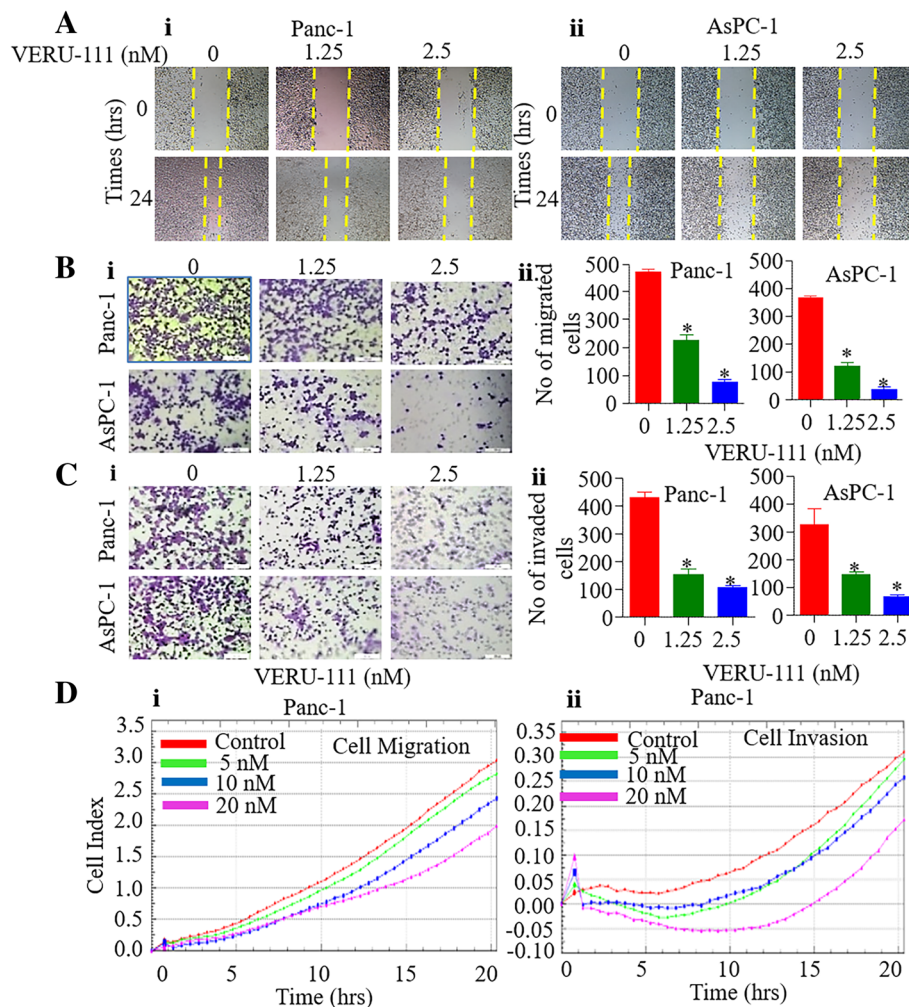 A
i
Panc-1
ii
AsPC-1
VERU-111 (nM)
0
1.25
2.5
0
1.25
2.5
Times (hrs)
0
24
Times (hrs)
0
24
B
i
0
1.25
2.5
Panc-1
AsPC-1
ii
No of migrated
cells
500
400
300
200
100
0
Panc-1
*
*
0
1.25
2.5
500
400
300
200
100
0
AsPC-1
*
*
0
1.25
2.5
VERU-111 (nM)
C
i
0
1.25
2.5
Panc-1
AsPC-1
VERU-111 (nM)
ii
No of invaded
cells
500
400
300
200
100
0
Panc-1
*
*
0
1.25
2.5
500
400
300
200
100
0
AsPC-1
*
*
0
1.25
2.5
VERU-111 (nM)
D
i
Panc-1
Cell Index
3.5
3.0
2.5
2.0
1.5
1.0
0.5
0.0
Control
5 nM
10 nM
20 nM
Cell Migration
0
5
10
15
20
Time (hrs)
ii
Panc-1
0.35
0.30
0.25
0.20
0.15
0.10
0.05
0.00
-0.05
-0.10
Control
5 nM
10 nM
20 nM
Cell Invasion
0
5
10
15
20
Time (hrs)